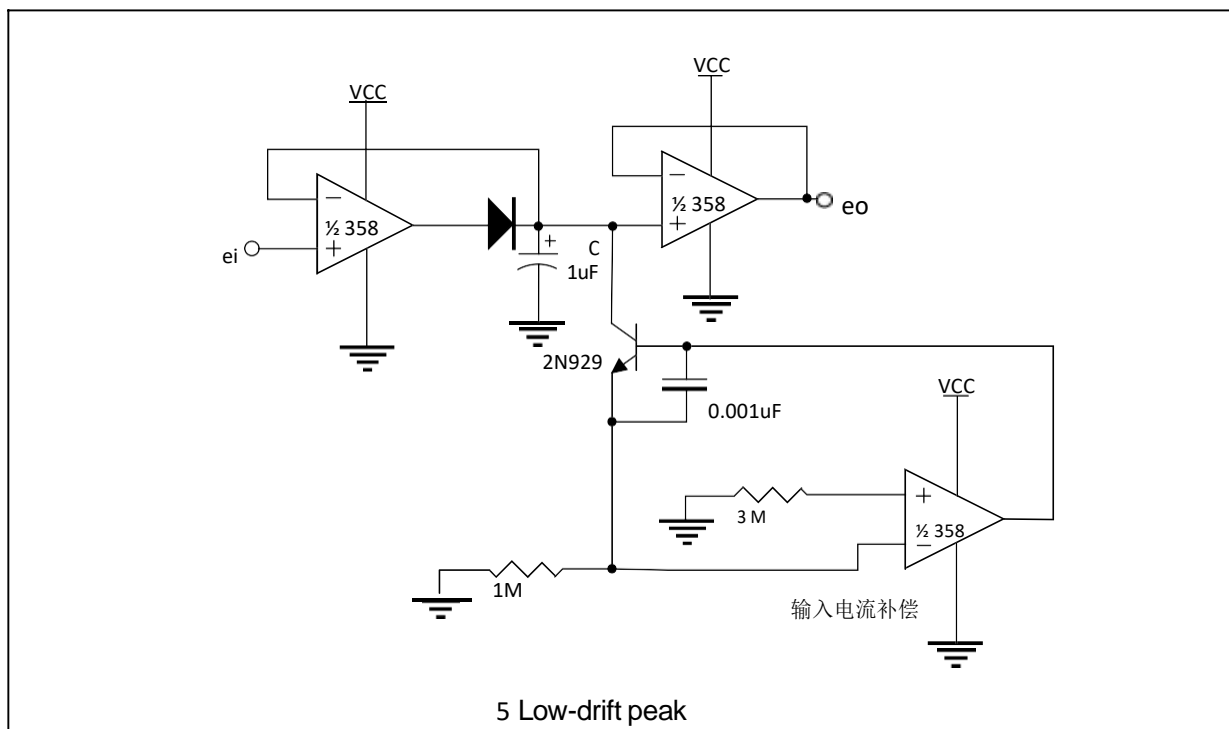 VCC
VCC
½ 358
½ 358
ei
eo
C
1uF
2N929
0.001uF
VCC
3 M
½ 358
1M
输入电流补偿
5 Low-drift peak